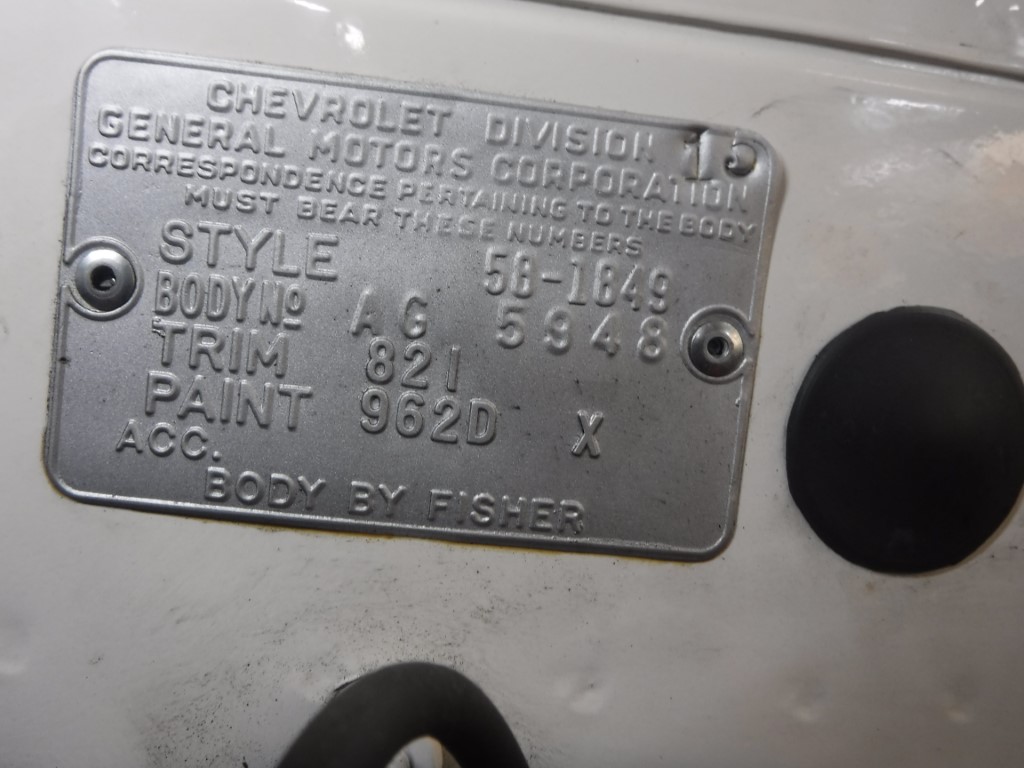 CHEVROLET DIVISION 15
GENERAL MOTORS CORPORATION
CORRESPONDENCE PERTAINING TO THE BODY
MUST BEAR THESE NUMBERS
STYLE 58-1849
BODY Nº AG 5948
TRIM 821
PAINT 962D X
ACC.
BODY BY FISHER